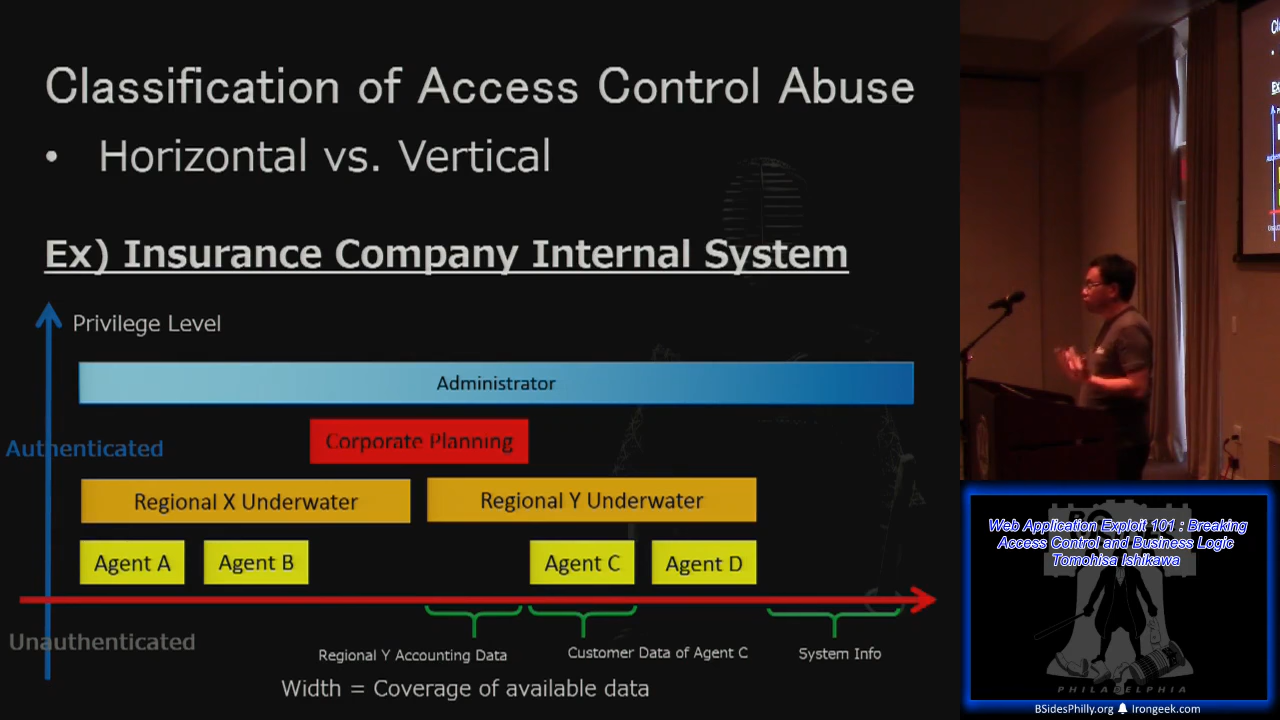 Classification of Access Control Abuse
• Horizontal vs. Vertical
Ex) Insurance Company Internal System
Privilege Level
Administrator
Authenticated
Corporate Planning
Regional X Underwater
Regional Y Underwater
Agent A
Agent B
Agent C
Agent D
Unauthenticated
Regional Y Accounting Data
Customer Data of Agent C
System Info
Width = Coverage of available data
Web Application Exploit 101 : Breaking
Access Control and Business Logic
Tomohisa Ishikawa
PHILADELPHIA
BSidesPhilly.org Irongeek.com